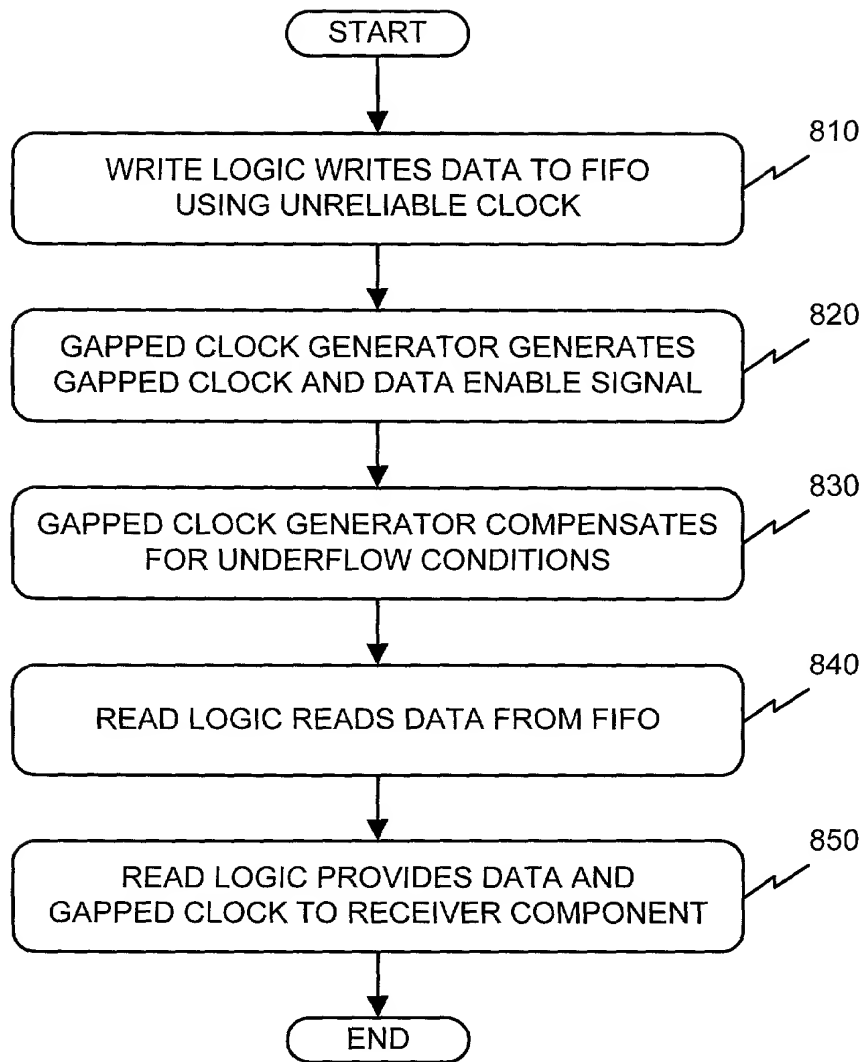 START
810
WRITE LOGIC WRITES DATA TO FIFO
USING UNRELIABLE CLOCK
820
GAPPED CLOCK GENERATOR GENERATES
GAPPED CLOCK AND DATA ENABLE SIGNAL
830
GAPPED CLOCK GENERATOR COMPENSATES
FOR UNDERFLOW CONDITIONS
840
READ LOGIC READS DATA FROM FIFO
850
READ LOGIC PROVIDES DATA AND
GAPPED CLOCK TO RECEIVER COMPONENT
END